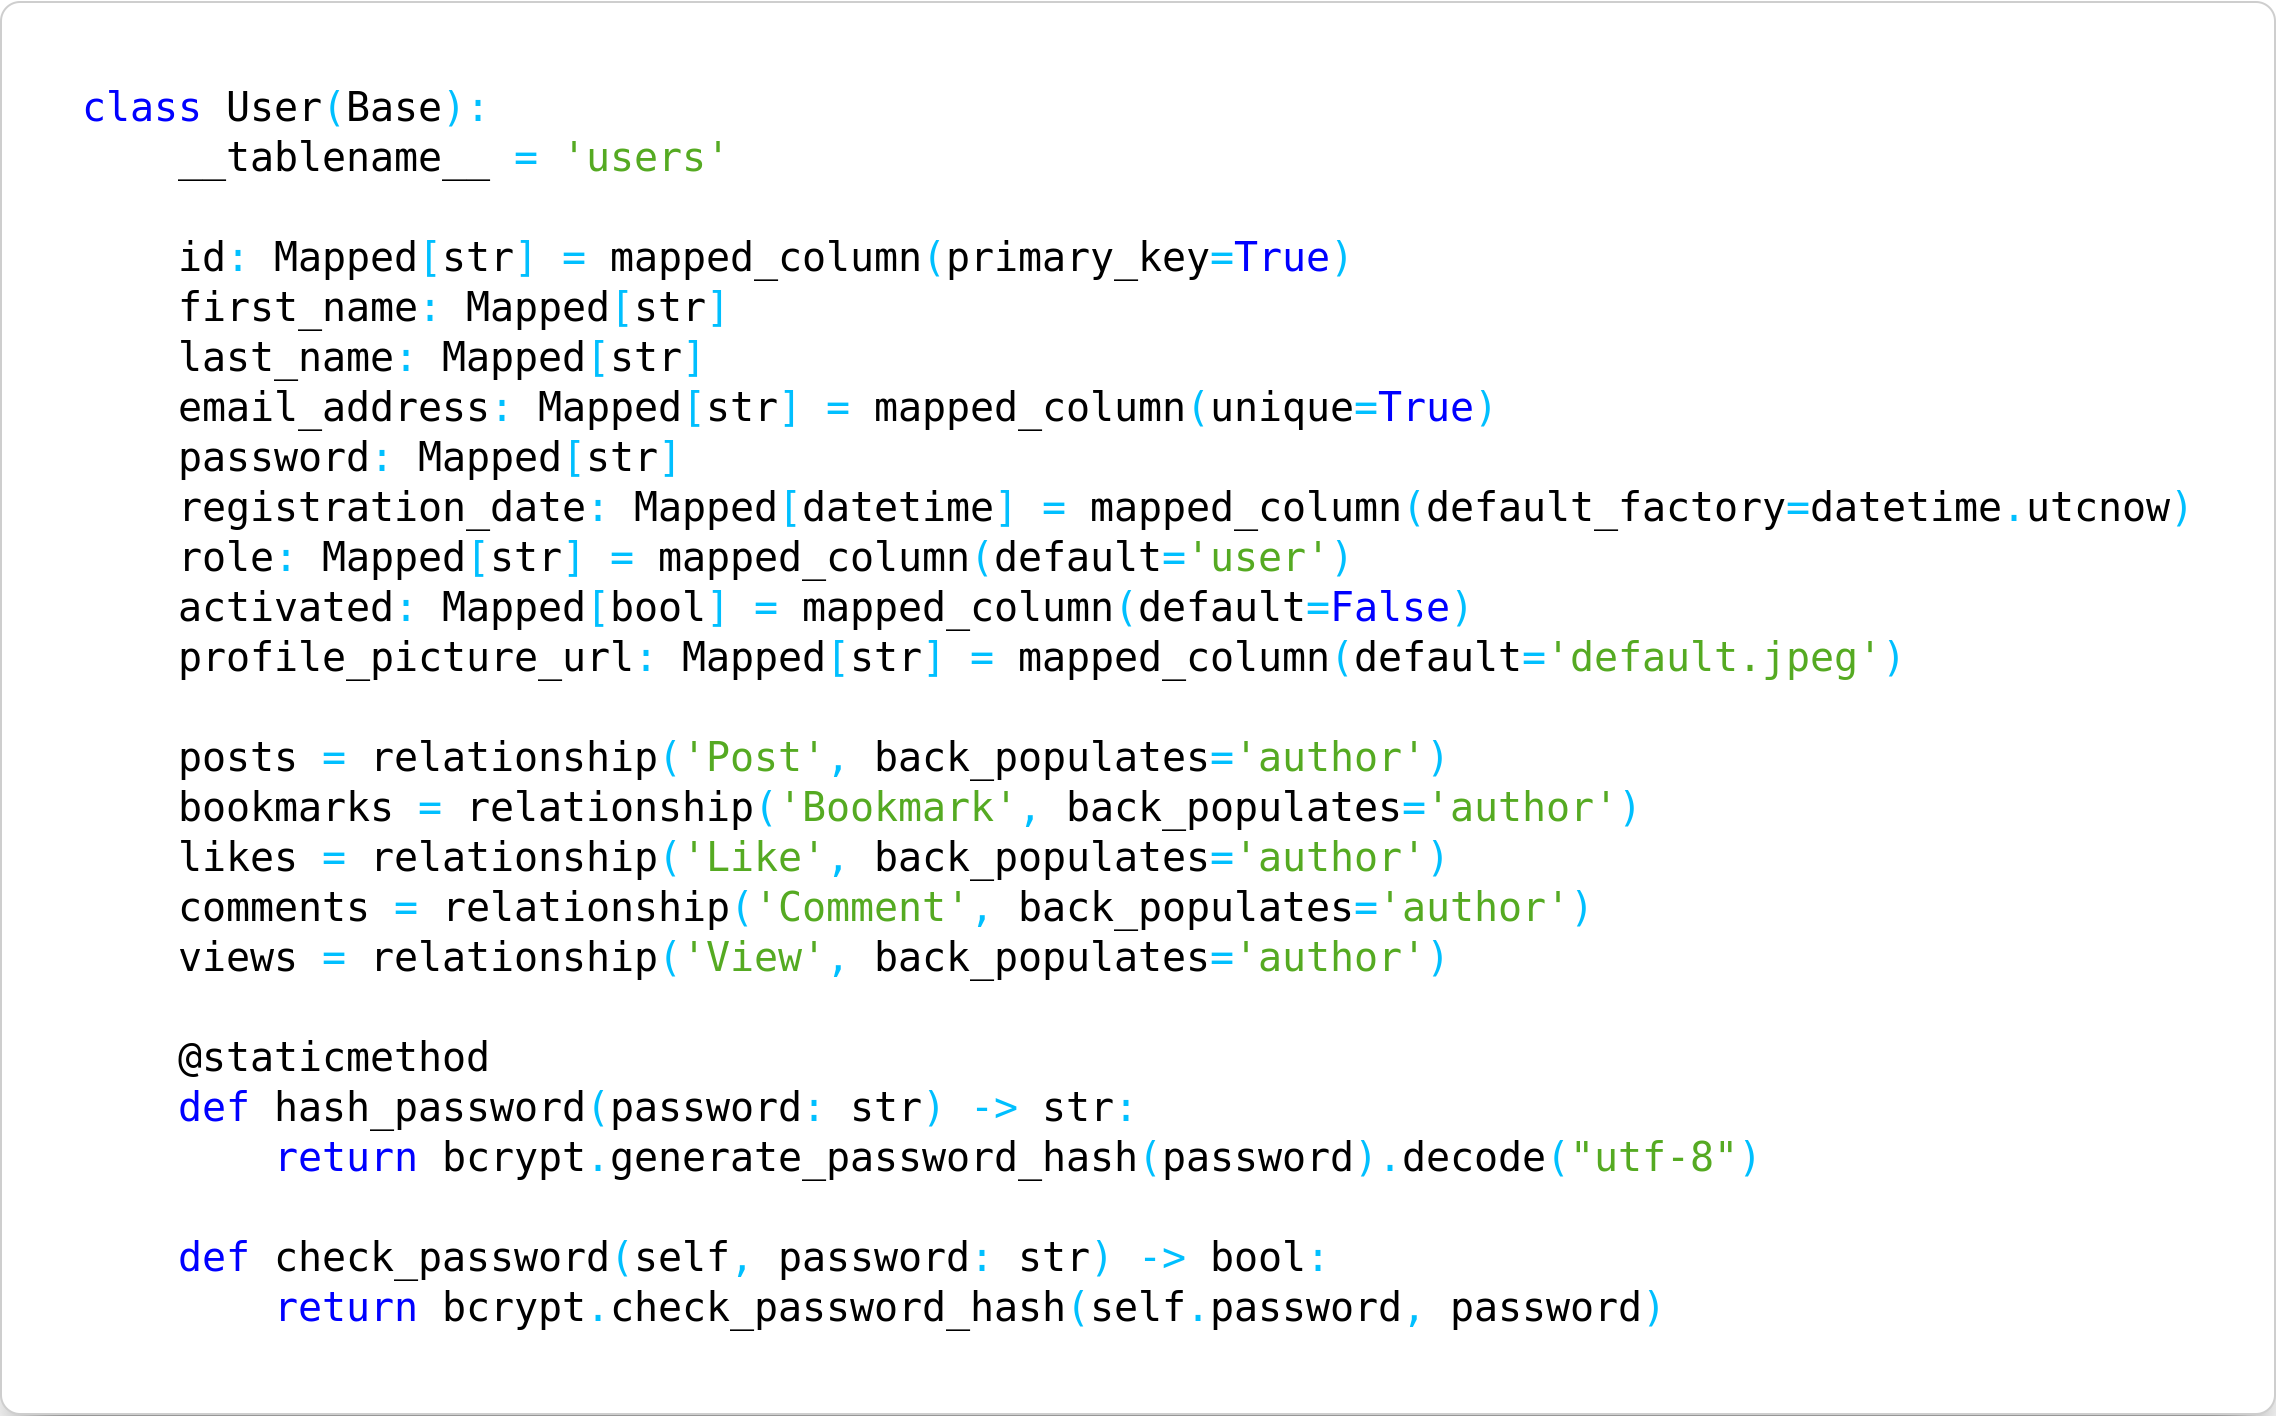 class User(Base):
    __tablename__ = 'users'

    id: Mapped[str] = mapped_column(primary_key=True)
    first_name: Mapped[str]
    last_name: Mapped[str]
    email_address: Mapped[str] = mapped_column(unique=True)
    password: Mapped[str]
    registration_date: Mapped[datetime] = mapped_column(default_factory=datetime.utcnow)
    role: Mapped[str] = mapped_column(default='user')
    activated: Mapped[bool] = mapped_column(default=False)
    profile_picture_url: Mapped[str] = mapped_column(default='default.jpeg')

    posts = relationship('Post', back_populates='author')
    bookmarks = relationship('Bookmark', back_populates='author')
    likes = relationship('Like', back_populates='author')
    comments = relationship('Comment', back_populates='author')
    views = relationship('View', back_populates='author')

    @staticmethod
    def hash_password(password: str) -> str:
        return bcrypt.generate_password_hash(password).decode("utf-8")

    def check_password(self, password: str) -> bool:
        return bcrypt.check_password_hash(self.password, password)